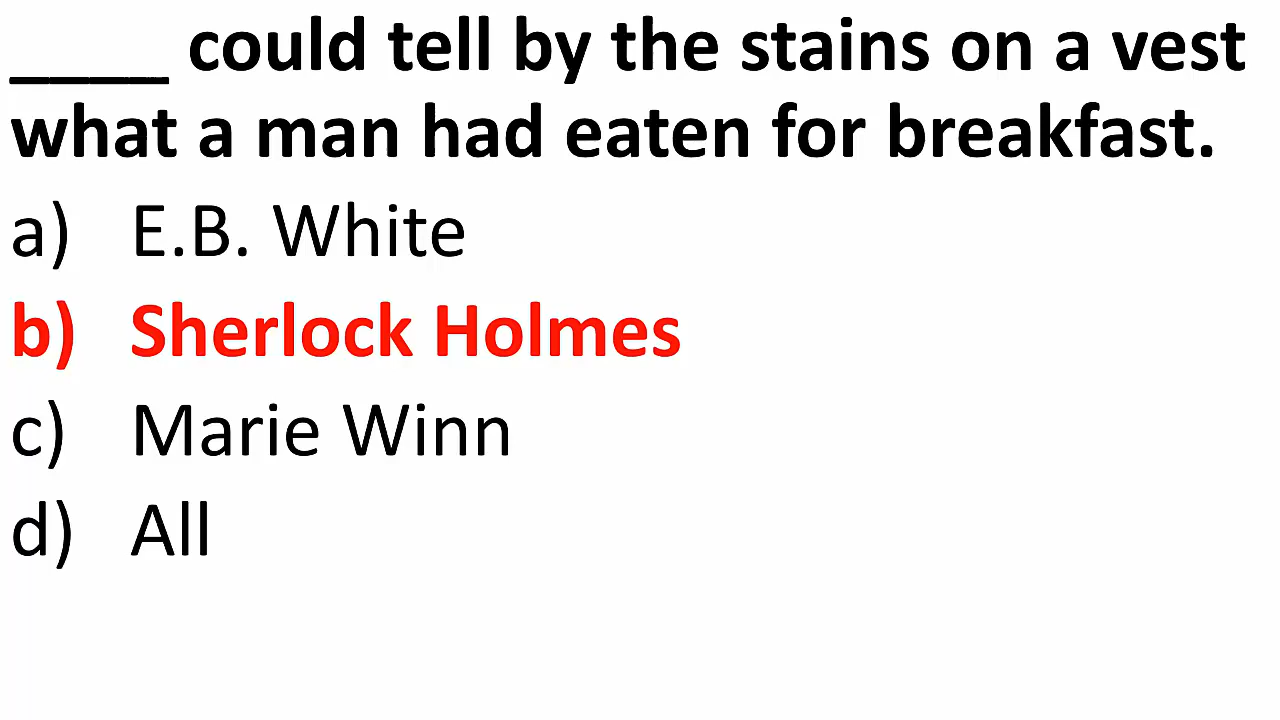 ____ could tell by the stains on a vest
what a man had eaten for breakfast.
a) E.B. White
b) Sherlock Holmes
c) Marie Winn
d) All